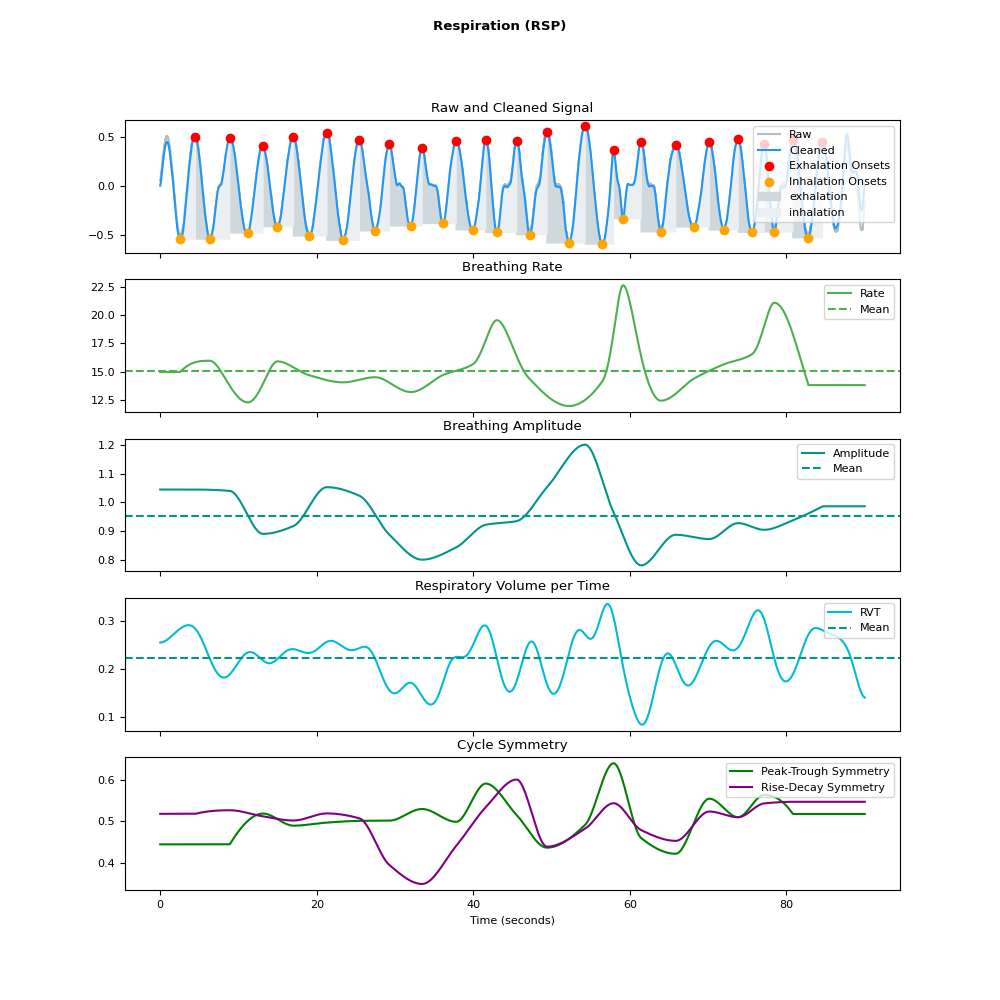 Respiration (RSP)
Raw and Cleaned Signal
0.5
0.0
−0.5
Raw
Cleaned
Exhalation Onsets
Inhalation Onsets
exhalation
inhalation
Breathing Rate
22.5
20.0
17.5
15.0
12.5
Rate
Mean
Breathing Amplitude
1.2
1.1
1.0
0.9
0.8
Amplitude
Mean
Respiratory Volume per Time
0.3
0.2
0.1
RVT
Mean
Cycle Symmetry
0.6
0.5
0.4
Peak-Trough Symmetry
Rise-Decay Symmetry
0 20 40 60 80
Time (seconds)